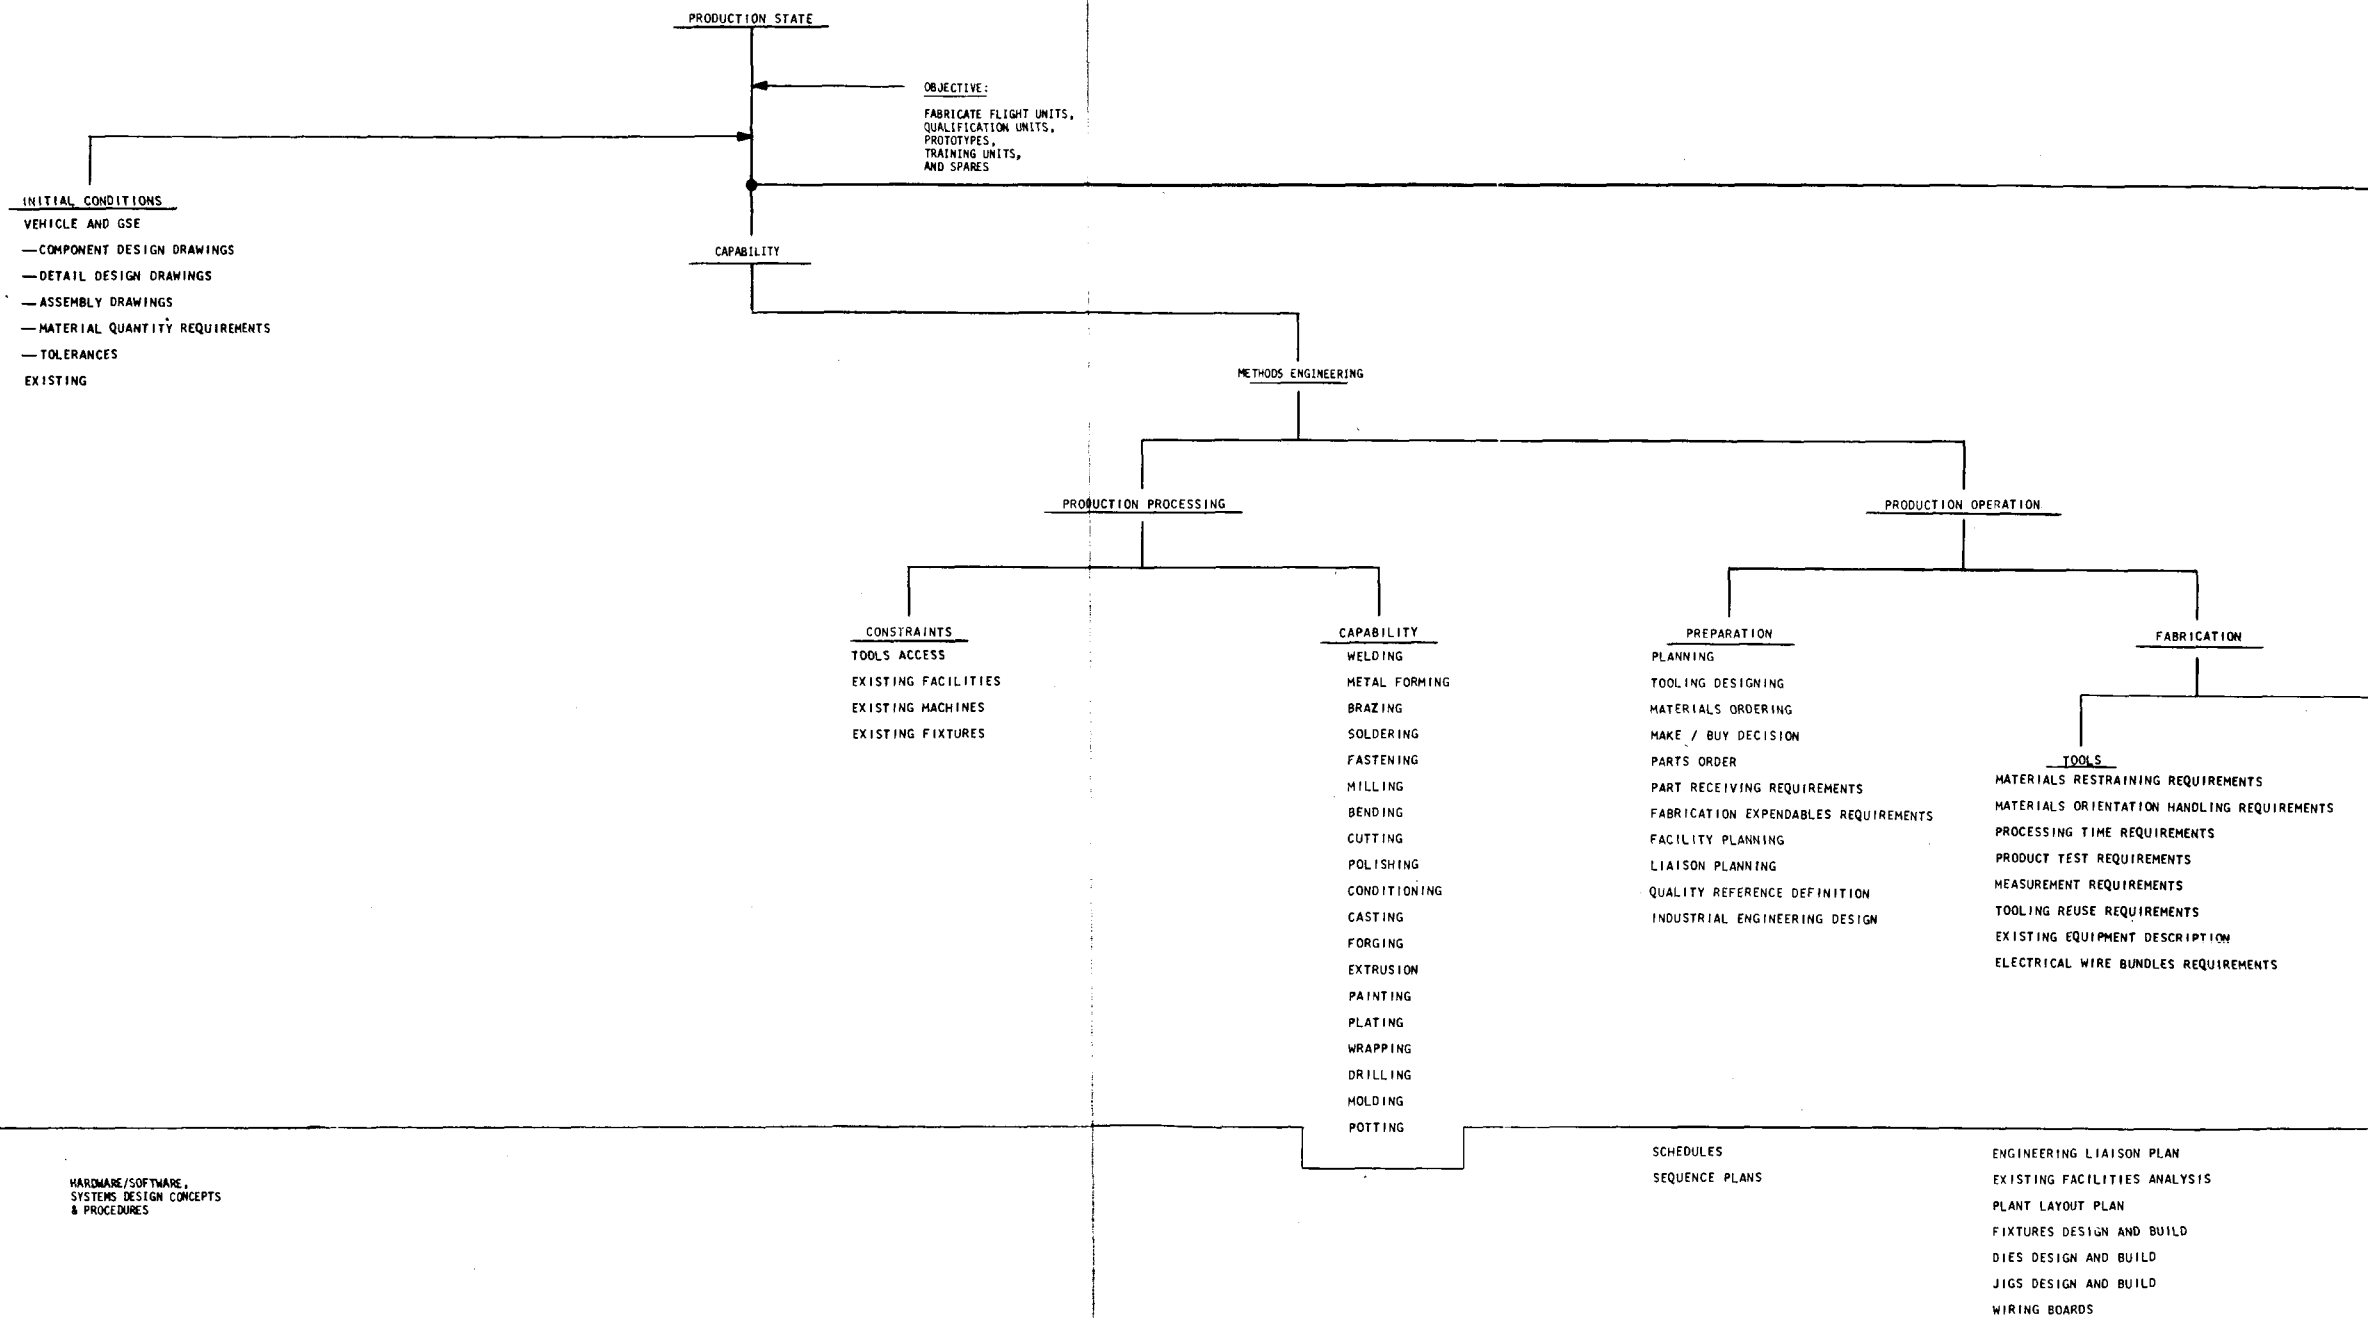 PRODUCTION STATE
OBJECTIVE:
FABRICATE FLIGHT UNITS,
QUALIFICATION UNITS,
PROTOTYPES,
TRAINING UNITS,
AND SPARES
INITIAL CONDITIONS
VEHICLE AND GSE
—COMPONENT DESIGN DRAWINGS
—DETAIL DESIGN DRAWINGS
—ASSEMBLY DRAWINGS
—MATERIAL QUANTITY REQUIREMENTS
—TOLERANCES
EXISTING
CAPABILITY
METHODS ENGINEERING
PRODUCTION PROCESSING
PRODUCTION OPERATION
CONSTRAINTS
TOOLS ACCESS
EXISTING FACILITIES
EXISTING MACHINES
EXISTING FIXTURES
CAPABILITY
WELDING
METAL FORMING
BRAZING
SOLDERING
FASTENING
MILLING
BENDING
CUTTING
POLISHING
CONDITIONING
CASTING
FORGING
EXTRUSION
PAINTING
PLATING
WRAPPING
DRILLING
MOLDING
POTTING
PREPARATION
PLANNING
TOOLING DESIGNING
MATERIALS ORDERING
MAKE / BUY DECISION
PARTS ORDER
PART RECEIVING REQUIREMENTS
FABRICATION EXPENDABLES REQUIREMENTS
FACILITY PLANNING
LIAISON PLANNING
QUALITY REFERENCE DEFINITION
INDUSTRIAL ENGINEERING DESIGN
FABRICATION
TOOLS
MATERIALS RESTRAINING REQUIREMENTS
MATERIALS ORIENTATION HANDLING REQUIREMENTS
PROCESSING TIME REQUIREMENTS
PRODUCT TEST REQUIREMENTS
MEASUREMENT REQUIREMENTS
TOOLING REUSE REQUIREMENTS
EXISTING EQUIPMENT DESCRIPTION
ELECTRICAL WIRE BUNDLES REQUIREMENTS
HARDWARE/SOFTWARE,
SYSTEMS DESIGN CONCEPTS
& PROCEDURES
SCHEDULES
SEQUENCE PLANS
ENGINEERING LIAISON PLAN
EXISTING FACILITIES ANALYSIS
PLANT LAYOUT PLAN
FIXTURES DESIGN AND BUILD
DIES DESIGN AND BUILD
JIGS DESIGN AND BUILD
WIRING BOARDS